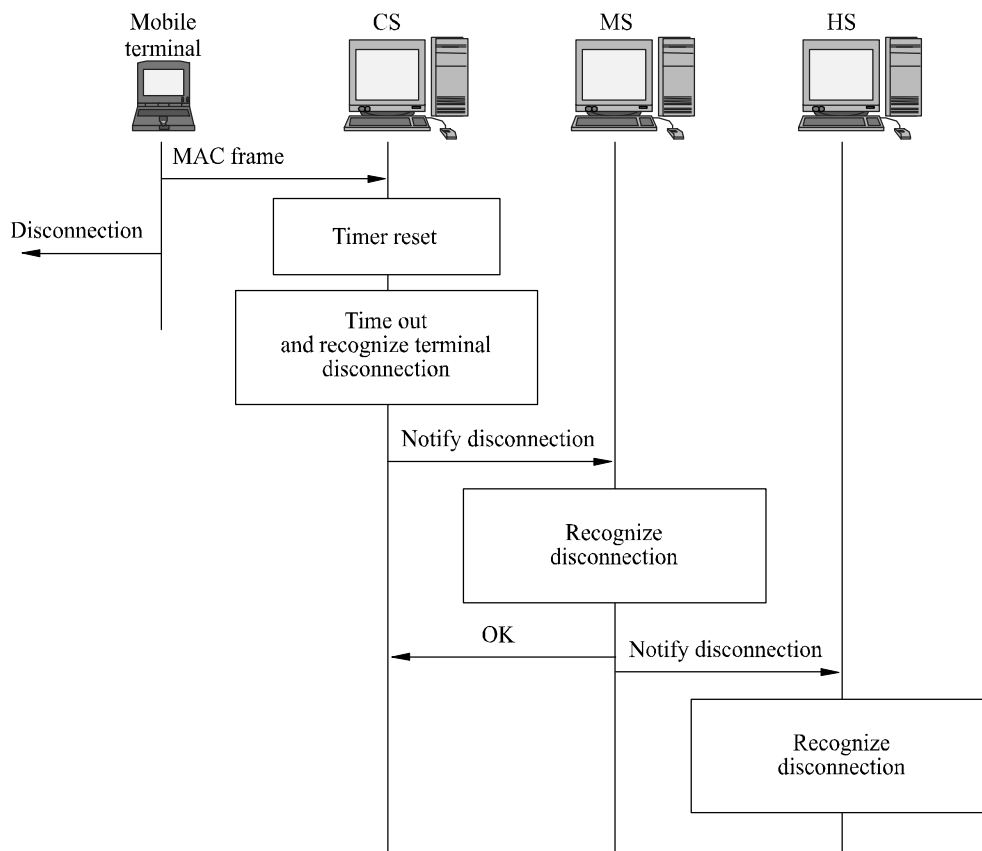 Mobile
terminal
CS
MS
HS
MAC frame
Disconnection
Timer reset
Time out
and recognize terminal
disconnection
Notify disconnection
Recognize
disconnection
OK
Notify disconnection
Recognize
disconnection